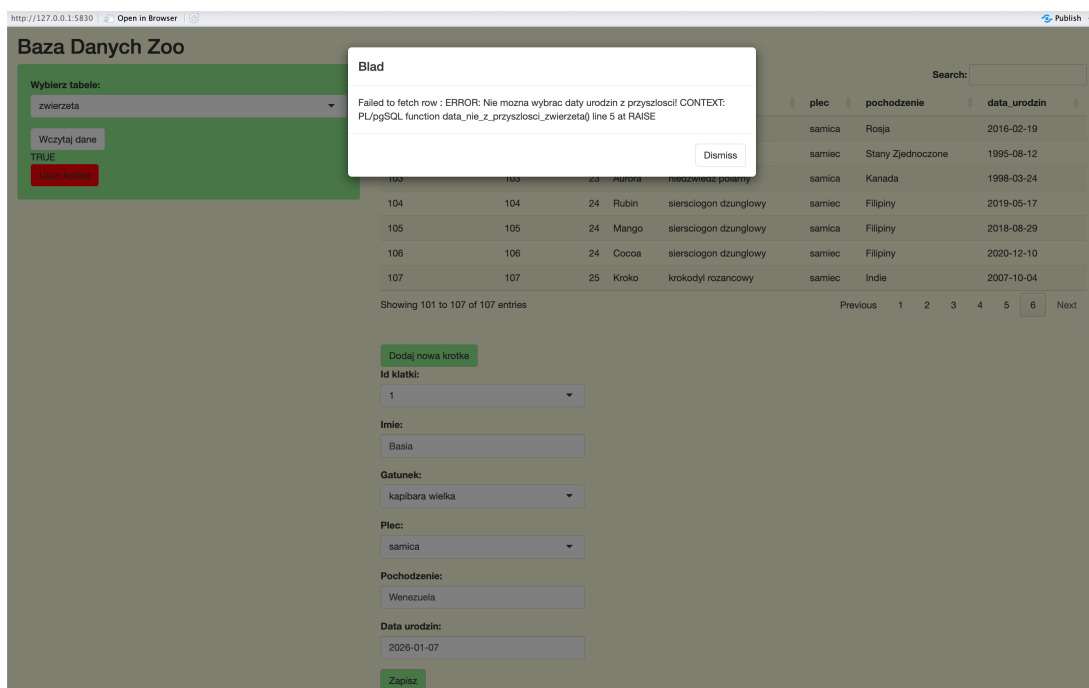 http://127.0.0.1:5830 Open in Browser Publish
Baza Danych Zoo
Wybierz tabele:
zwierzeta
Wczytaj dane
TRUE
Usun krotke
Blad
Failed to fetch row : ERROR: Nie mozna wybrac daty urodzin z przyszlosci! CONTEXT:
PL/pgSQL function data_nie_z_przyszlosci_zwierzeta() line 5 at RAISE
Dismiss
Search:
plec pochodzenie data_urodzin
samica Rosja 2016-02-19
samiec Stany Zjednoczone 1995-08-12
103 103 23 Aurora niedzwiedz polarny samica Kanada 1998-03-24
104 104 24 Rubin siersciogon dzunglowy samiec Filipiny 2019-05-17
105 105 24 Mango siersciogon dzunglowy samica Filipiny 2018-08-29
106 106 24 Cocoa siersciogon dzunglowy samiec Filipiny 2020-12-10
107 107 25 Kroko krokodyl rozancowy samiec Indie 2007-10-04
Showing 101 to 107 of 107 entries Previous 1 2 3 4 5 6 Next
Dodaj nowa krotke
Id klatki:
1
Imie:
Basia
Gatunek:
kapibara wielka
Plec:
samica
Pochodzenie:
Wenezuela
Data urodzin:
2026-01-07
Zapisz